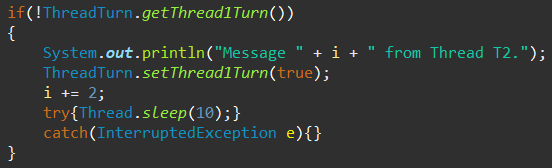 if(!ThreadTurn.getThread1Turn())
{
System.out.println("Message " + i + " from Thread T2.");
ThreadTurn.setThread1Turn(true);
i += 2;
try{Thread.sleep(10);}
catch(InterruptedException e){}
}